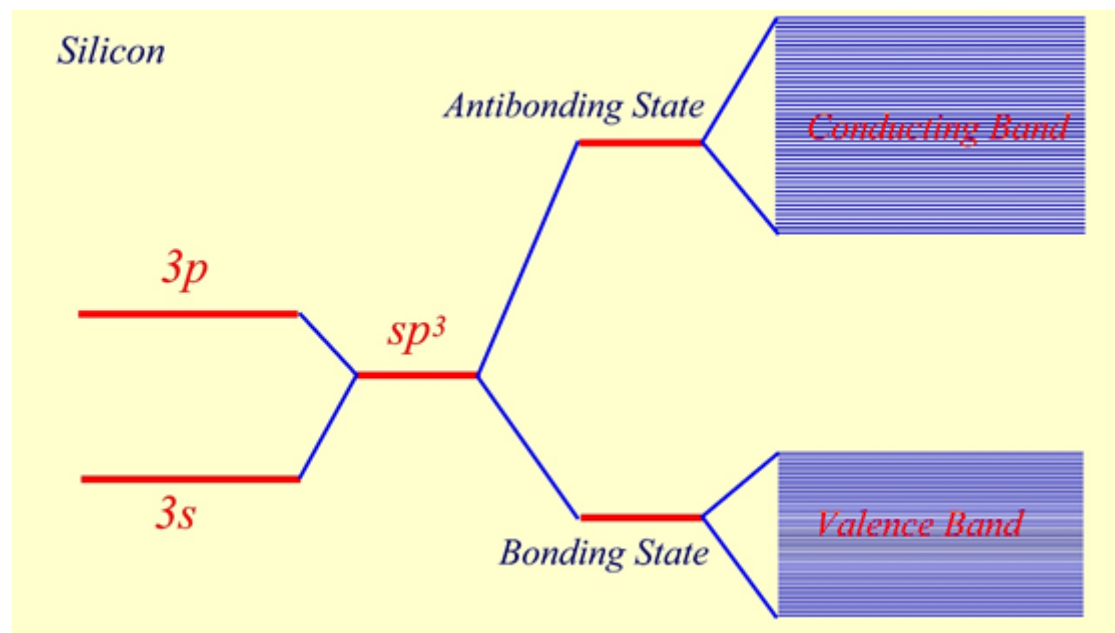 Silicon
Antibonding State
Conducting Band
3p
sp³
3s
Valence Band
Bonding State